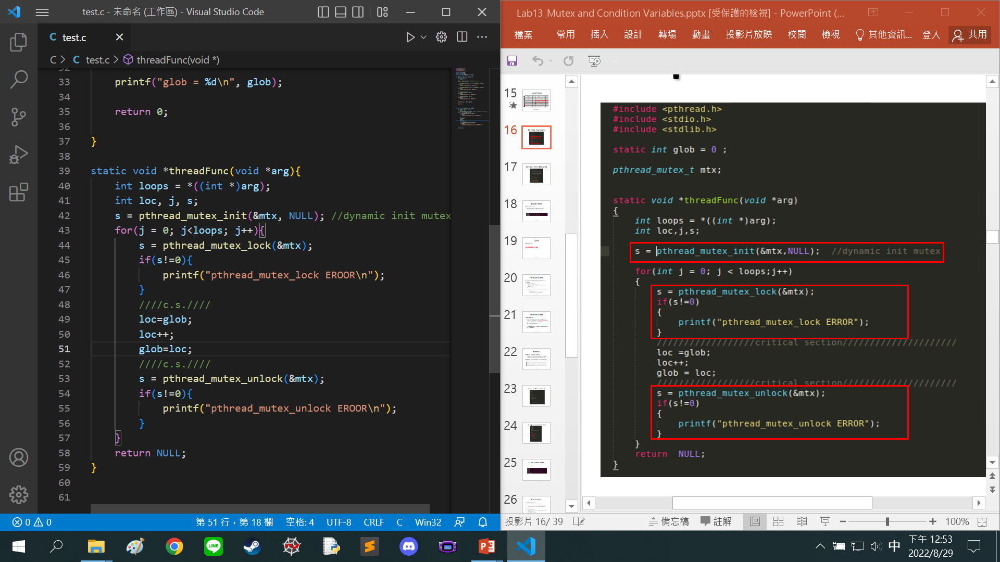 test.c - 未命名 (工作區) - Visual Studio Code
test.c
C > C test.c > threadFunc(void *)
32
33 printf("glob = %d\n", glob);
34
35 return 0;
36
37 }
38
39 static void *threadFunc(void *arg){
40 int loops = *((int *)arg);
41 int loc, j, s;
42 s = pthread_mutex_init(&mtx, NULL); //dynamic init mutex
43 for(j = 0; j<loops; j++){
44 s = pthread_mutex_lock(&mtx);
45 if(s!=0){
46 printf("pthread_mutex_lock EROOR\n");
47 }
48 ////c.s.////
49 loc=glob;
50 loc++;
51 glob=loc;
52 ////c.s.////
53 s = pthread_mutex_unlock(&mtx);
54 if(s!=0){
55 printf("pthread_mutex_unlock EROOR\n");
56 }
57 }
58 return NULL;
59 }
60
61
0 0 第 51 行，第 18 欄 空格: 4 UTF-8 CRLF C Win32
Lab13_Mutex and Condition Variables.pptx [受保護的檢視] - PowerPoint (...
檔案 常用 插入 設計 轉場 動畫 投影片放映 校閱 檢視 其他資訊... 登入 共用
15
16
17
18
19
20
21
22
23
24
25
26
#include <pthread.h>
#include <stdio.h>
#include <stdlib.h>
static int glob = 0 ;
pthread_mutex_t mtx;
static void *threadFunc(void *arg)
{
int loops = *((int *)arg);
int loc,j,s;
s = pthread_mutex_init(&mtx,NULL); //dynamic init mutex
for(int j = 0; j < loops;j++)
{
s = pthread_mutex_lock(&mtx);
if(s!=0)
{
printf("pthread_mutex_lock ERROR");
}
//////////////////critical section/////////////////////
loc =glob;
loc++;
glob = loc;
//////////////////critical section/////////////////////
s = pthread_mutex_unlock(&mtx);
if(s!=0)
{
printf("pthread_mutex_unlock ERROR");
}
}
return NULL;
}
投影片 16/ 39 備忘稿 註解 100%
LINE
中
下午 12:53
2022/8/29